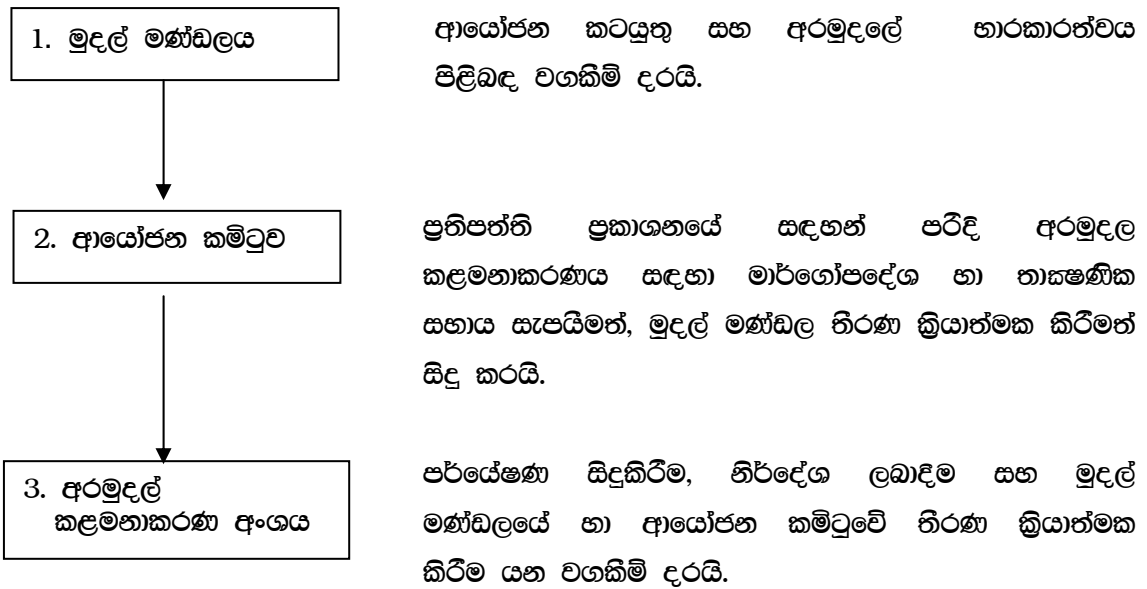 1. මුදල් මණ්ඩලය
ආයෝජන කටයුතු සහ අරමුදලේ භාරකාරත්වය
පිළිබඳ වගකීම් දරයි.
2. ආයෝජන කමිටුව
ප්‍රතිපත්ති ප්‍රකාශනයේ සඳහන් පරිදි අරමුදල
කළමනාකරණය සඳහා මාර්ගෝපදේශ හා තාක්‍ෂණික
සහාය සැපයීමත්, මුදල් මණ්ඩල තීරණ ක්‍රියාත්මක කිරීමත්
සිදු කරයි.
3. අරමුදල්
කළමනාකරණ අංශය
පර්යේෂණ සිදුකිරීම, නිර්දේශ ලබාදීම සහ මුදල්
මණ්ඩලයේ හා ආයෝජන කමිටුවේ තීරණ ක්‍රියාත්මක
කිරීම යන වගකීම් දරයි.